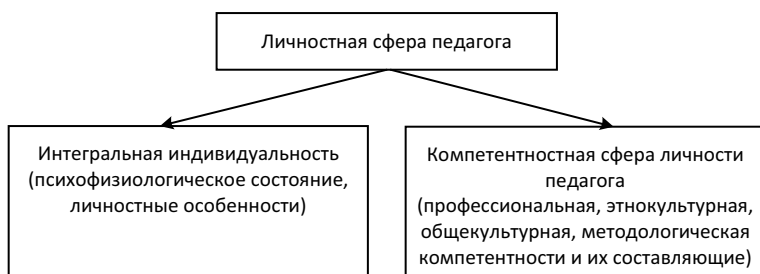 Личностная сфера педагога
Интегральная индивидуальность
(психофизиологическое состояние,
личностные особенности)
Компетентностная сфера личности
педагога
(профессиональная, этнокультурная,
общекультурная, методологическая
компетентности и их составляющие)